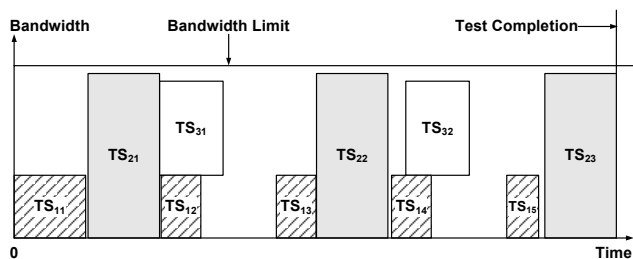 Bandwidth Bandwidth Limit Test Completion
TS31 TS32
TS21 TS22 TS23
TS11 TS12 TS13 TS14 TS15
0 Time